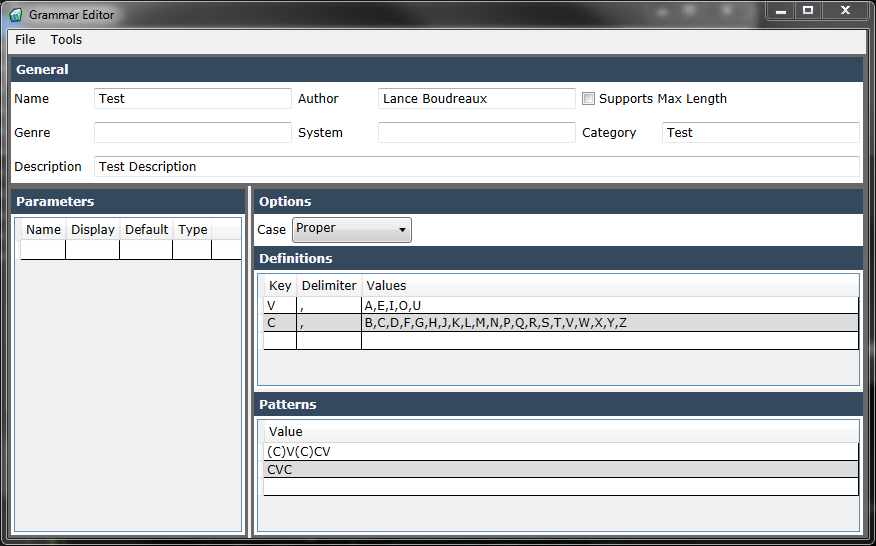 Grammar Editor
File Tools
General
Name Test Author Lance Boudreaux Supports Max Length
Genre System Category Test
Description Test Description
Parameters
Name Display Default Type
Options
Case Proper
Definitions
Key Delimiter Values
V , A,E,I,O,U
C , B,C,D,F,G,H,J,K,L,M,N,P,Q,R,S,T,V,W,X,Y,Z
Patterns
Value
(C)V(C)CV
CVC